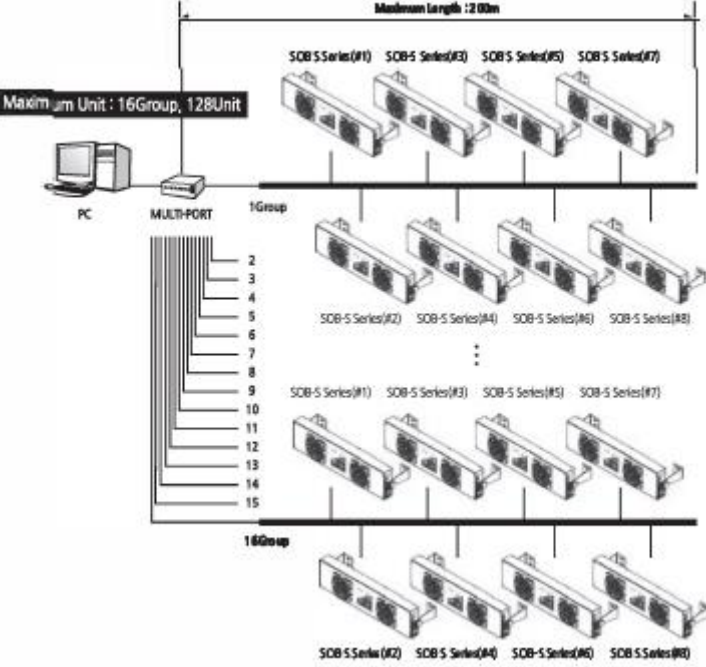 Maximum Length : 200m
SOB S Series(#1) SOB-S Series(#3) SOB S Series(#5) SOB S Series(#7)
Maximum Unit : 16Group, 128Unit
PC
MULTI-PORT
1Group
2
3
4
5
6
7
8
9
10
11
12
13
14
15
SOB-S Series(#2) SOB-S Series(#4) SOB-S Series(#6) SOB-S Series(#8)
SOB-S Series(#1) SOB-S Series(#3) SOB-S Series(#5) SOB-S Series(#7)
16Group
SOB S Series(#2) SOB S Series(#4) SOB-S Series(#6) SOB S Series(#8)